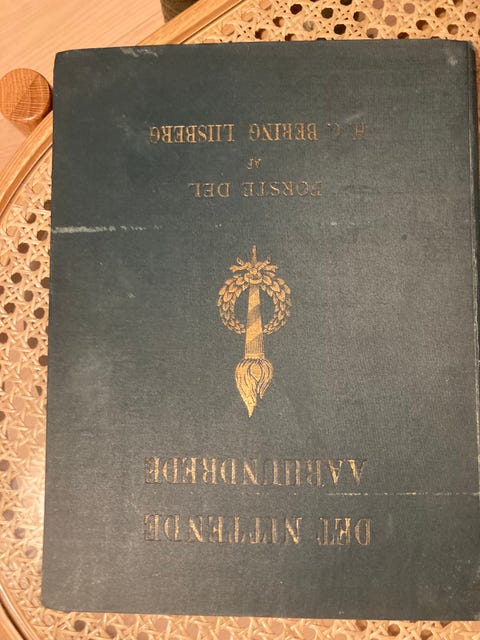 DET NITTENDE
AARHUNDREDE
FØRSTE DEL
AF
H. C. BERING LIISBERG